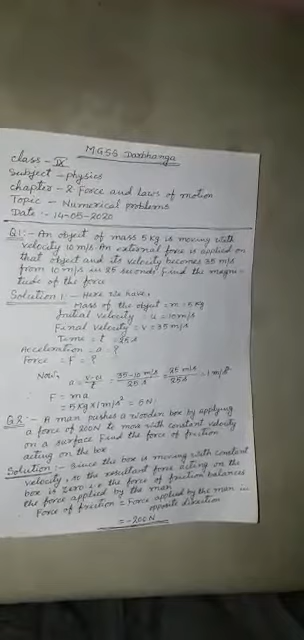 M.G.S.S Darbhanga
class - IX
Subject - physics
chapter - 2 Force and Laws of motion
Topic - Numerical problems
Date :- 14-05-2020
Q1:- An object of mass 5 kg is moving with
velocity 10 m/s. An external force is applied on
that object and its velocity becomes 35 m/s
from 10 m/s in 25 seconds. Find the magni-
tude of the force
Solution 1:- Here we have,
Mass of the object = m = 5 kg
Initial velocity = u = 10 m/s
Final velocity = v = 35 m/s
Time = t = 25 s
Acceleration = a = ?
Force = F = ?
Now, a = v-u/t = 35-10 m/s/25 s = 25 m/s/25 s = 1 m/s²
F = ma
= 5 kg x 1 m/s² = 5 N
Q.2:- A man pushes a wooden box by applying
a force of 200N to move with constant velocity
on a surface. Find the force of friction
acting on the box
Solution:- Since the box is moving with constant
velocity, so the resultant force acting on the
box is zero i.e the force of friction balances
the force applied by the man
Force of friction = Force applied by the man in
opposite direction
= -200N